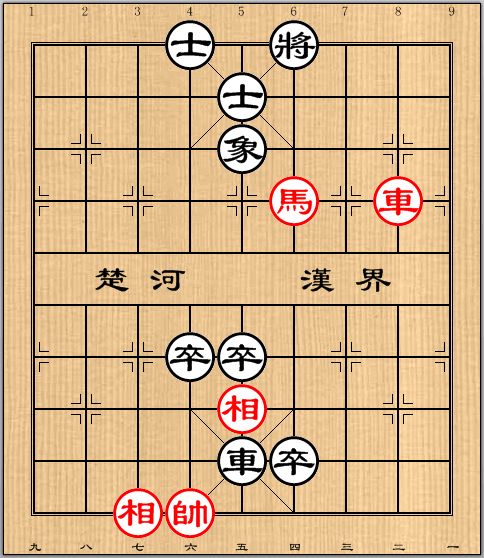 1 2 3 4 5 6 7 8 9
士 將
士
象
馬 車
楚河 漢界
卒 卒
相
車 卒
相 帥
九 八 七 六 五 四 三 二 一